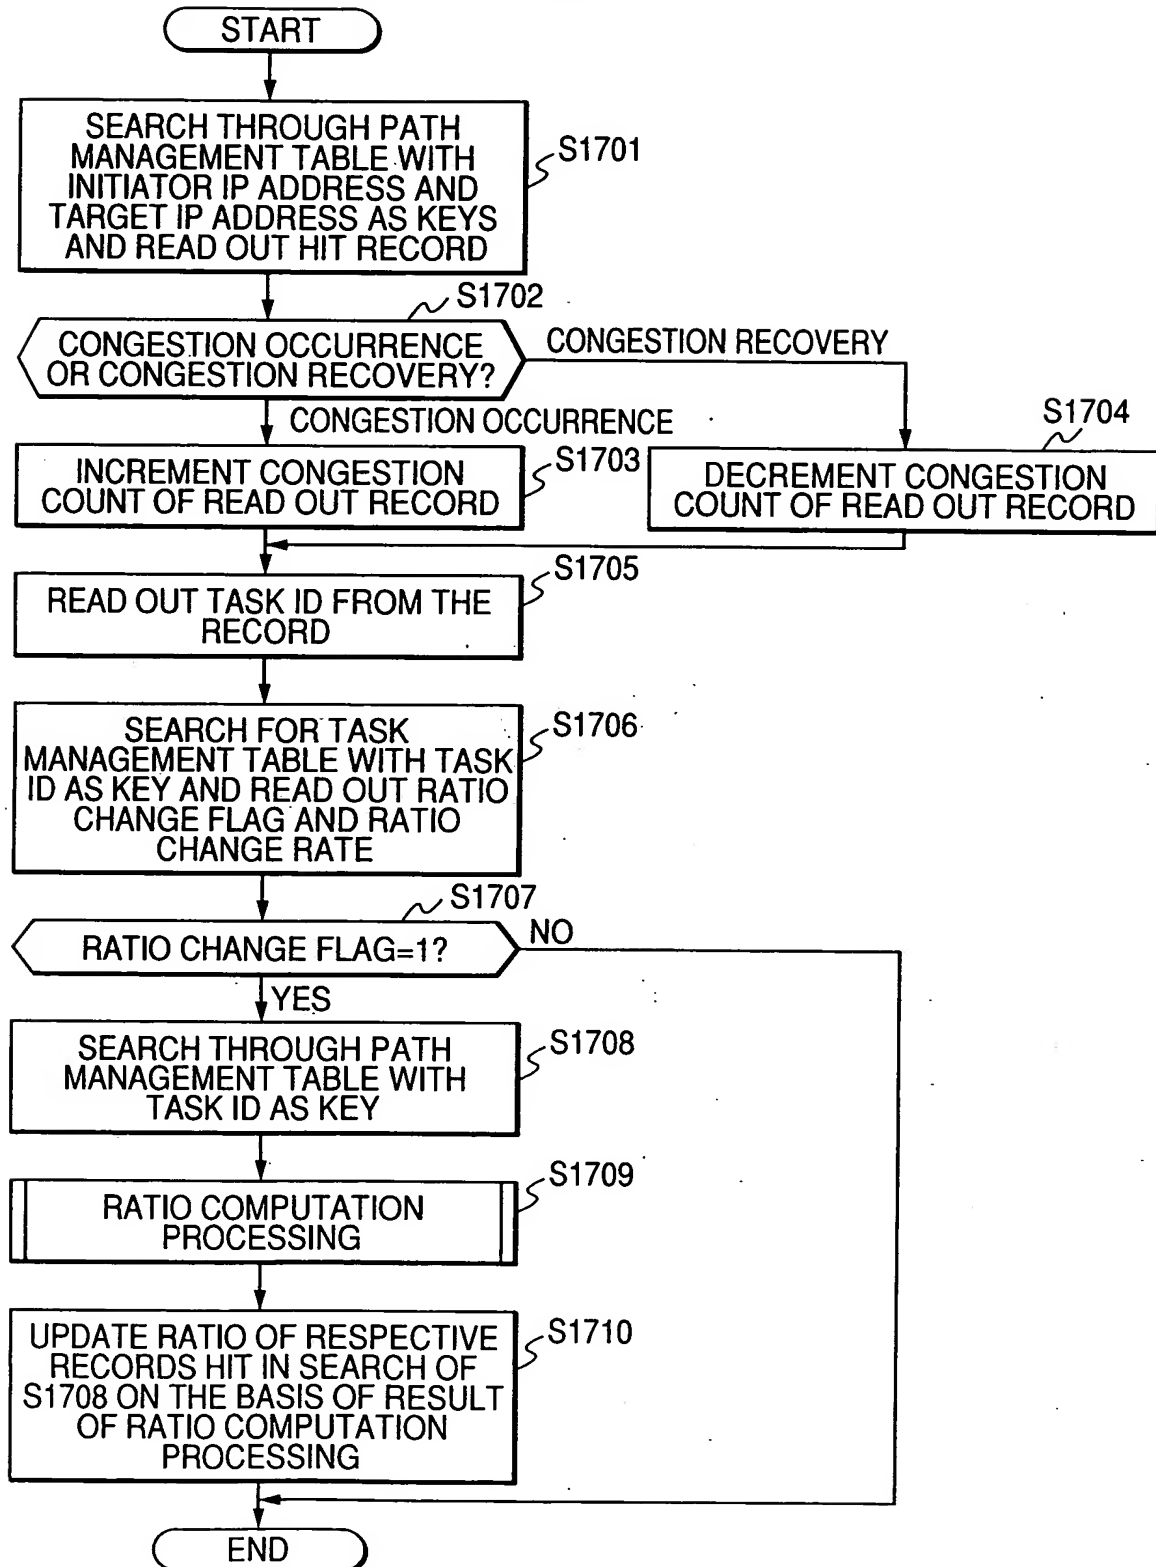 START
SEARCH THROUGH PATH
MANAGEMENT TABLE WITH
INITIATOR IP ADDRESS AND
TARGET IP ADDRESS AS KEYS
AND READ OUT HIT RECORD
S1701
S1702
CONGESTION OCCURRENCE
OR CONGESTION RECOVERY?
CONGESTION RECOVERY
CONGESTION OCCURRENCE
S1703
INCREMENT CONGESTION
COUNT OF READ OUT RECORD
S1704
DECREMENT CONGESTION
COUNT OF READ OUT RECORD
S1705
READ OUT TASK ID FROM THE
RECORD
S1706
SEARCH FOR TASK
MANAGEMENT TABLE WITH TASK
ID AS KEY AND READ OUT RATIO
CHANGE FLAG AND RATIO
CHANGE RATE
S1707
RATIO CHANGE FLAG=1?
NO
YES
S1708
SEARCH THROUGH PATH
MANAGEMENT TABLE WITH
TASK ID AS KEY
S1709
RATIO COMPUTATION
PROCESSING
S1710
UPDATE RATIO OF RESPECTIVE
RECORDS HIT IN SEARCH OF
S1708 ON THE BASIS OF RESULT
OF RATIO COMPUTATION
PROCESSING
END